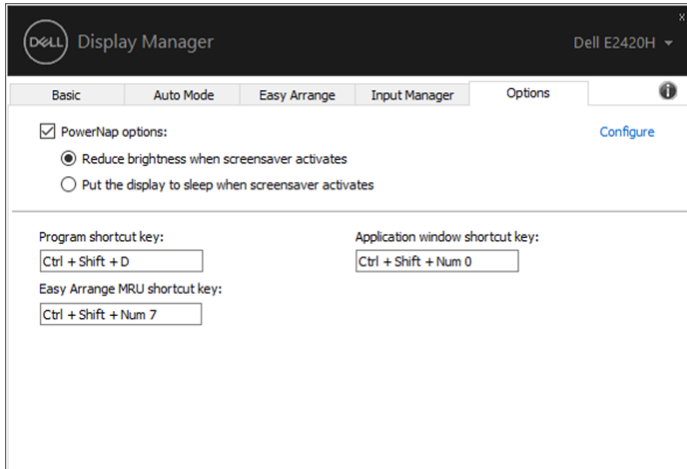 x
DELL Display Manager
Dell E2420H
Basic Auto Mode Easy Arrange Input Manager Options i
PowerNap options: Configure
Reduce brightness when screensaver activates
Put the display to sleep when screensaver activates
Program shortcut key: Application window shortcut key:
Ctrl + Shift + D Ctrl + Shift + Num 0
Easy Arrange MRU shortcut key:
Ctrl + Shift + Num 7